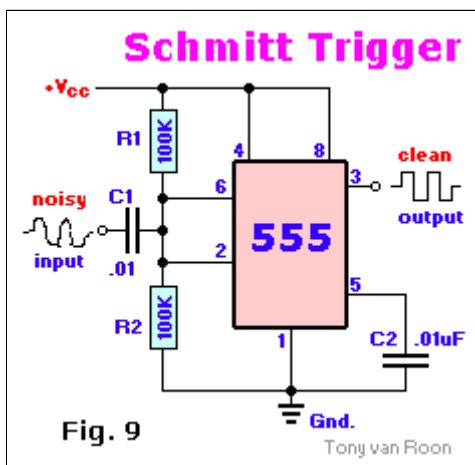 Schmitt Trigger
+Vcc
R1
100K
4
8
clean
3
noisy
C1
6
555
output
input
.01
2
5
R2
100K
1
C2
.01uF
Fig. 9
Gnd.
Tony van Roon